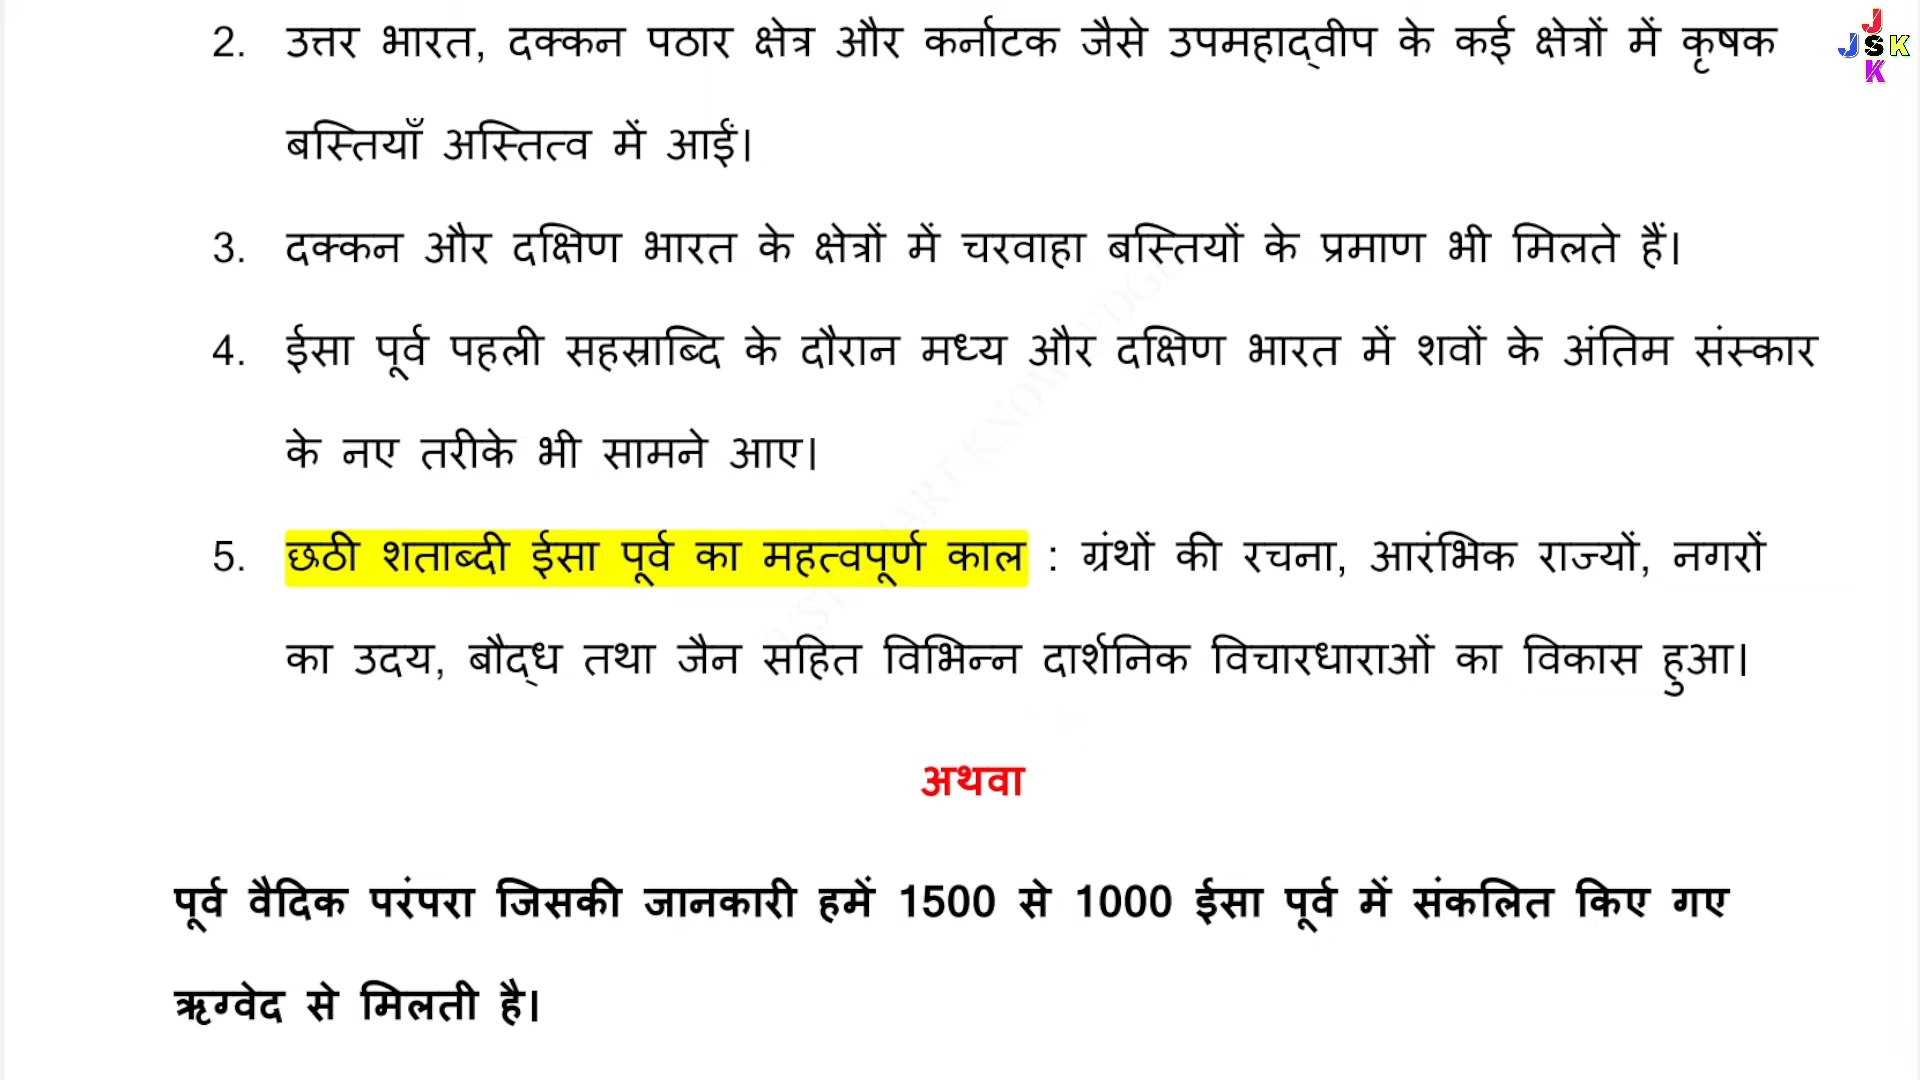 2. उत्तर भारत, दक्कन पठार क्षेत्र और कर्नाटक जैसे उपमहाद्वीप के कई क्षेत्रों में कृषक
बस्तियाँ अस्तित्व में आईं।
3. दक्कन और दक्षिण भारत के क्षेत्रों में चरवाहा बस्तियों के प्रमाण भी मिलते हैं।
4. ईसा पूर्व पहली सहस्राब्दि के दौरान मध्य और दक्षिण भारत में शवों के अंतिम संस्कार
के नए तरीके भी सामने आए।
5. छठी शताब्दी ईसा पूर्व का महत्वपूर्ण काल : ग्रंथों की रचना, आरंभिक राज्यों, नगरों
का उदय, बौद्ध तथा जैन सहित विभिन्न दार्शनिक विचारधाराओं का विकास हुआ।
अथवा
पूर्व वैदिक परंपरा जिसकी जानकारी हमें 1500 से 1000 ईसा पूर्व में संकलित किए गए
ऋग्वेद से मिलती है।
J
JSK
K